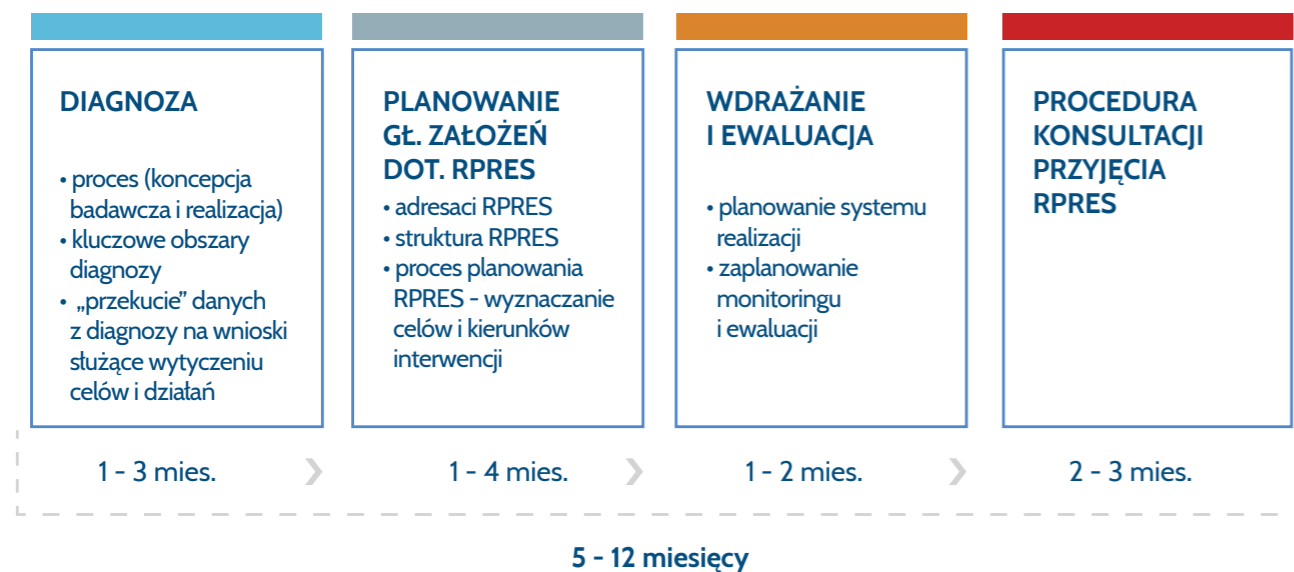 DIAGNOZA
• proces (koncepcja
badawcza i realizacja)
• kluczowe obszary
diagnozy
• „przekucie” danych
z diagnozy na wnioski
służące wytyczeniu
celów i działań
PLANOWANIE
GŁ. ZAŁOŻEŃ
DOT. RPRES
• adresaci RPRES
• struktura RPRES
• proces planowania
RPRES - wyznaczanie
celów i kierunków
interwencji
WDRAŻANIE
I EWALUACJA
• planowanie systemu
realizacji
• zaplanowanie
monitoringu
i ewaluacji
PROCEDURA
KONSULTACJI
PRZYJĘCIA
RPRES
1 - 3 mies.
1 - 4 mies.
1 - 2 mies.
2 - 3 mies.
5 - 12 miesięcy